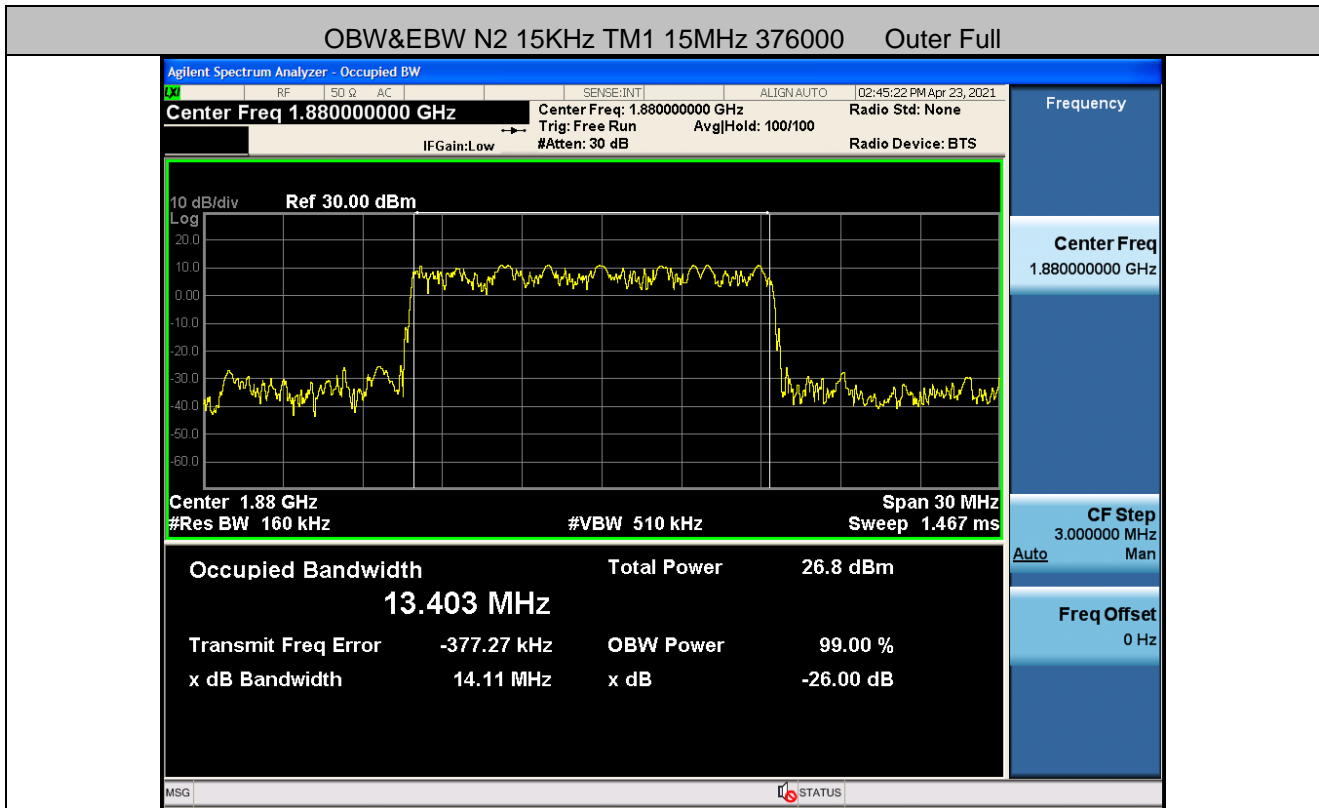 OBW&EBW N2 15KHz TM1 15MHz 376000 Outer Full
Agilent Spectrum Analyzer - Occupied BW
LXI RF 50 Ω AC SENSE:INT ALIGN AUTO 02:45:22 PM Apr 23, 2021
Center Freq 1.880000000 GHz
Center Freq: 1.880000000 GHz
Radio Std: None
Trig: Free Run Avg|Hold: 100/100
IFGain:Low
#Atten: 30 dB
Radio Device: BTS
10 dB/div Ref 30.00 dBm
Log
20.0
10.0
0.00
-10.0
-20.0
-30.0
-40.0
-50.0
-60.0
Center 1.88 GHz
Span 30 MHz
#Res BW 160 kHz
#VBW 510 kHz
Sweep 1.467 ms
Occupied Bandwidth
Total Power 26.8 dBm
13.403 MHz
Transmit Freq Error -377.27 kHz
OBW Power 99.00 %
x dB Bandwidth 14.11 MHz
x dB -26.00 dB
MSG
STATUS
Frequency
Center Freq
1.880000000 GHz
CF Step
3.000000 MHz
Auto Man
Freq Offset
0 Hz